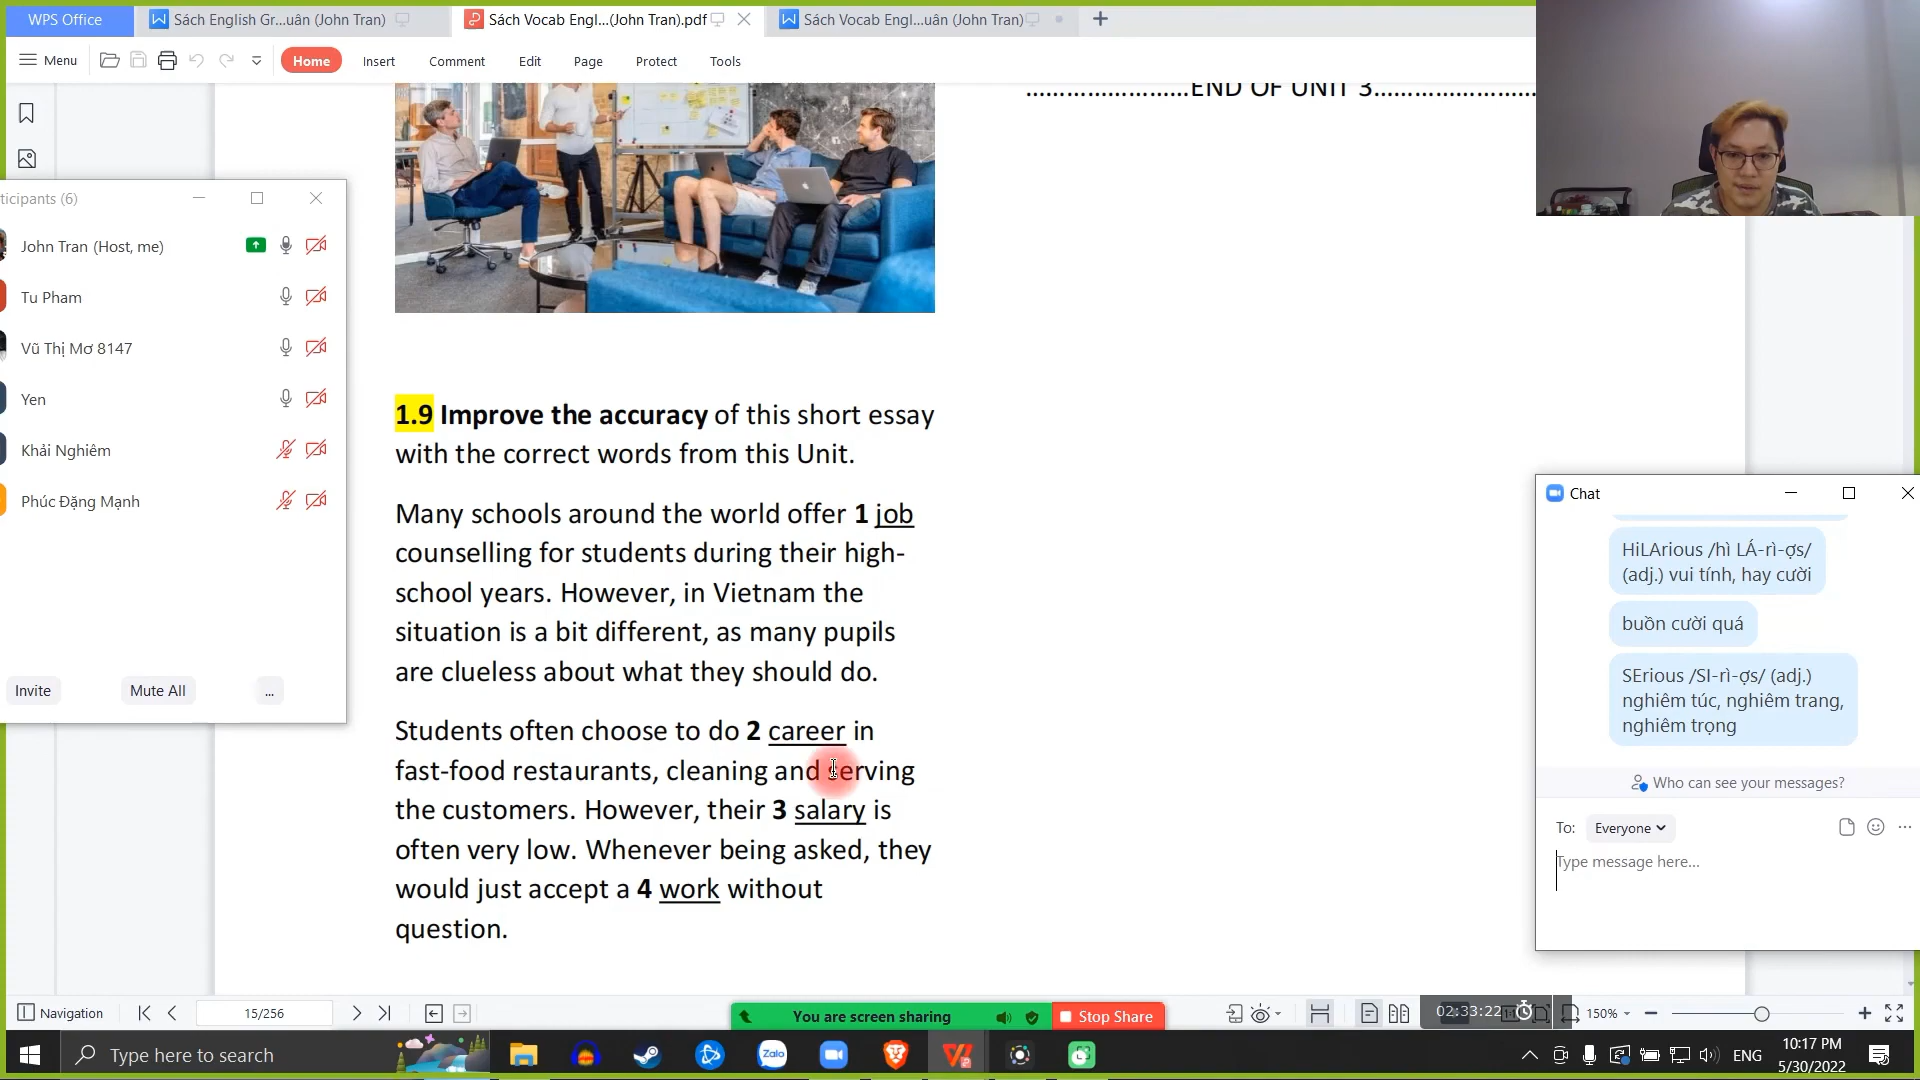 WPS Office
Sách English Gr...uân (John Tran)
Sách Vocab Engl...(John Tran).pdf
Sách Vocab Engl...uân (John Tran)
Menu
Home
Insert
Comment
Edit
Page
Protect
Tools
......................END OF UNIT 3......................
ticipants (6)
John Tran (Host, me)
Tu Pham
Vũ Thị Mơ 8147
Yen
Khải Nghiêm
Phúc Đặng Mạnh
Invite
Mute All
...
1.9 Improve the accuracy of this short essay
with the correct words from this Unit.
Many schools around the world offer 1 job
counselling for students during their high-
school years. However, in Vietnam the
situation is a bit different, as many pupils
are clueless about what they should do.
Students often choose to do 2 career in
fast-food restaurants, cleaning and serving
the customers. However, their 3 salary is
often very low. Whenever being asked, they
would just accept a 4 work without
question.
Chat
HiLArious /hì LÁ-rì-ợs/
(adj.) vui tính, hay cười
buồn cười quá
SErious /SI-rì-ợs/ (adj.)
nghiêm túc, nghiêm trang,
nghiêm trọng
Who can see your messages?
To: Everyone
Type message here...
Navigation
15/256
You are screen sharing
Stop Share
02:33:22
150%
Type here to search
Zalo
ENG
10:17 PM
5/30/2022